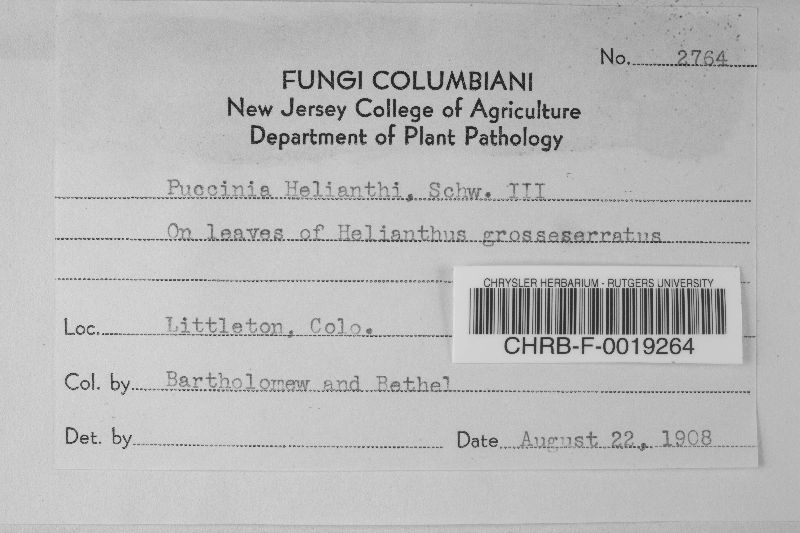 No. 2764
FUNGI COLUMBIANI
New Jersey College of Agriculture
Department of Plant Pathology
Puccinia Helianthi, Schw. III
On leaves of Helianthus grosseserratus
CHRYSLER HERBARIUM - RUTGERS UNIVERSITY
CHRB-F-0019264
Loc. Littleton, Colo.
Col. by Bartholomew and Bethel
Det. by
Date August 22, 1908